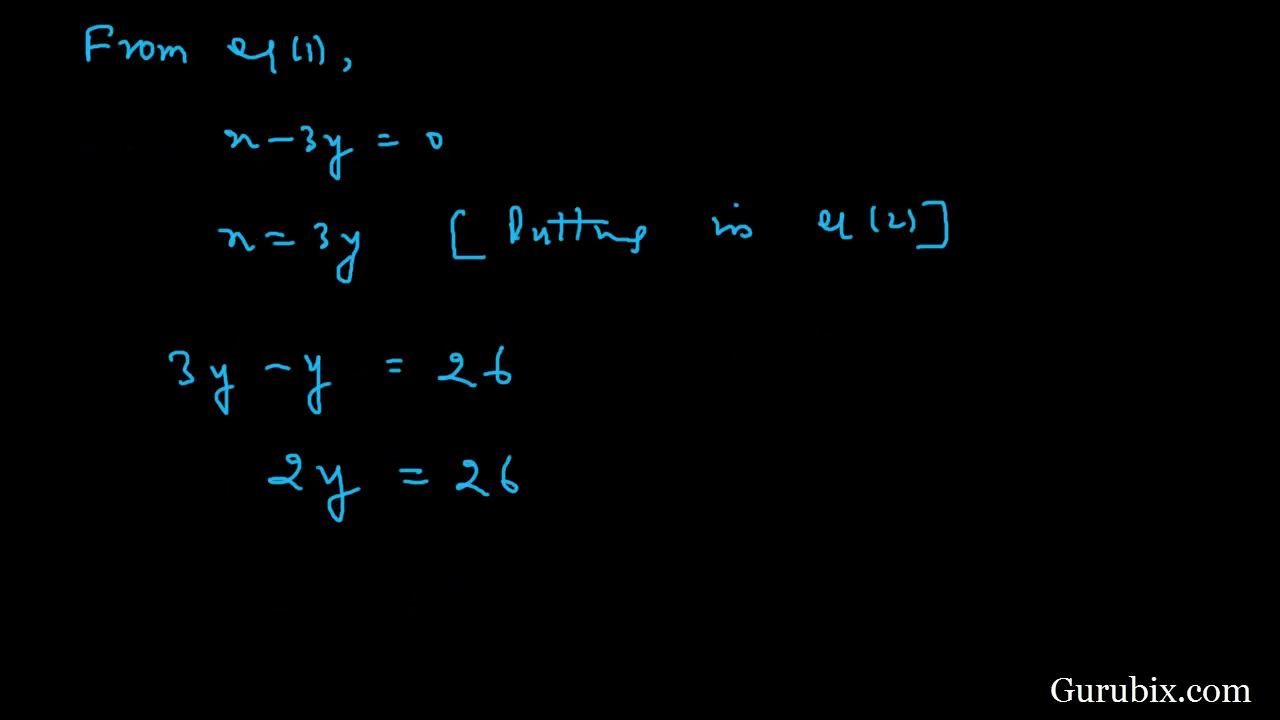 From eq (1),
x - 3y = 0
x = 3y [Putting in eq (2)]
3y - y = 26
2y = 26
Gurubix.com